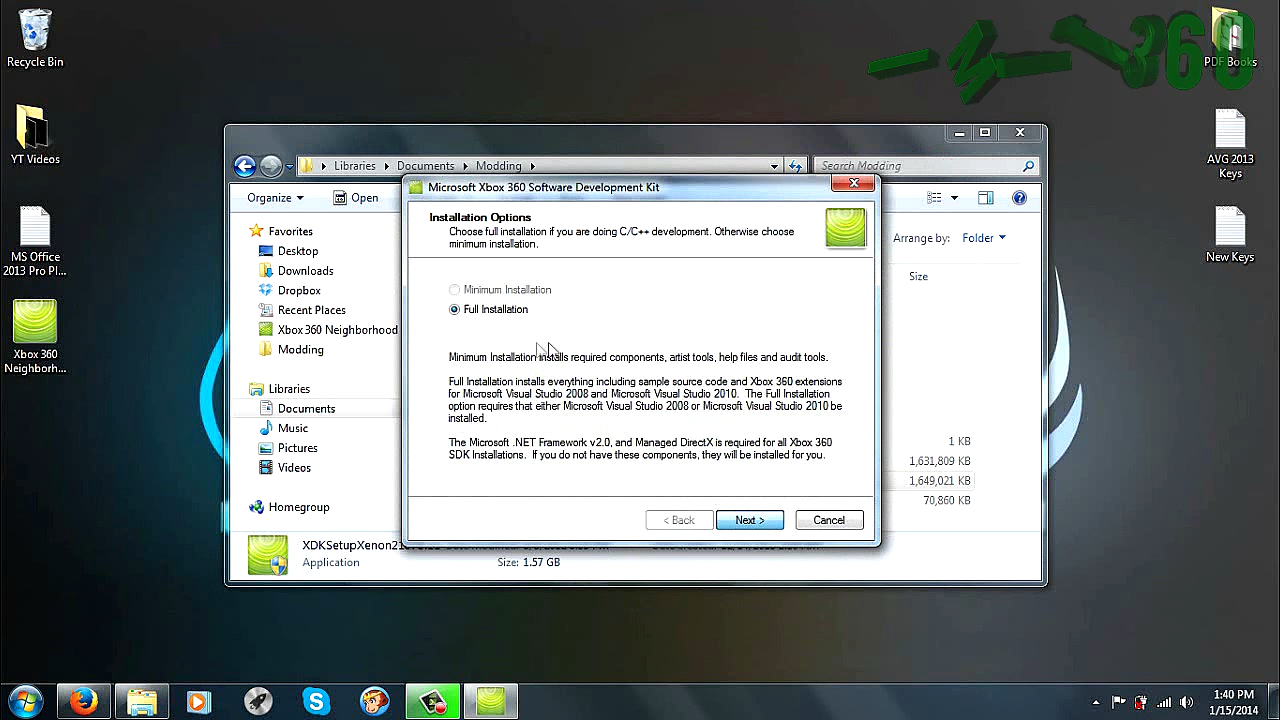 Recycle Bin
YT Videos
MS Office
2013 Pro Pl...
Xbox 360
Neighborh...
360
PDF Books
AVG 2013
Keys
New Keys
Libraries
Documents
Modding
Search Modding
Organize
Open
Favorites
Desktop
Downloads
Dropbox
Recent Places
Xbox 360 Neighborhood
Modding
Libraries
Documents
Music
Pictures
Videos
Homegroup
Arrange by: Folder
Size
1 KB
1,631,809 KB
1,649,021 KB
70,860 KB
Microsoft Xbox 360 Software Development Kit
Installation Options
Choose full installation if you are doing C/C++ development. Otherwise choose
minimum installation.
Minimum Installation
Full Installation
Minimum Installation installs required components, artist tools, help files and audit tools.
Full Installation installs everything including sample source code and Xbox 360 extensions
for Microsoft Visual Studio 2008 and Microsoft Visual Studio 2010. The Full Installation
option requires that either Microsoft Visual Studio 2008 or Microsoft Visual Studio 2010 be
installed.
The Microsoft .NET Framework v2.0, and Managed DirectX is required for all Xbox 360
SDK Installations. If you do not have these components, they will be installed for you.
< Back
Next >
Cancel
Application
Size: 1.57 GB
1:40 PM
1/15/2014